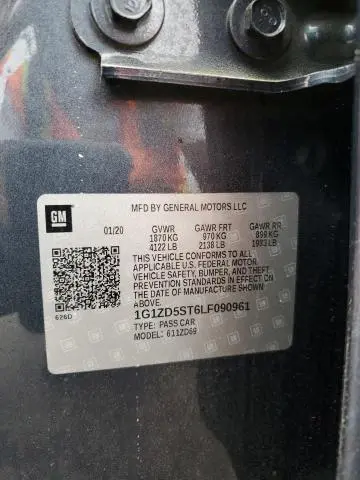 MFD BY GENERAL MOTORS LLC
GM
01/20 GVWR GAWR FRT GAWR RR
1870 KG 970 KG 899 KG
4122 LB 2138 LB 1983 LB
THIS VEHICLE CONFORMS TO ALL APPLICABLE
U.S. FEDERAL MOTOR
VEHICLE SAFETY, BUMPER, AND THEFT
PREVENTION STANDARDS IN EFFECT ON THE
DATE OF MANUFACTURE SHOWN ABOVE.
626D
1G1ZD5ST6LF090961
TYPE: PASS CAR
MODEL: 611ZD69